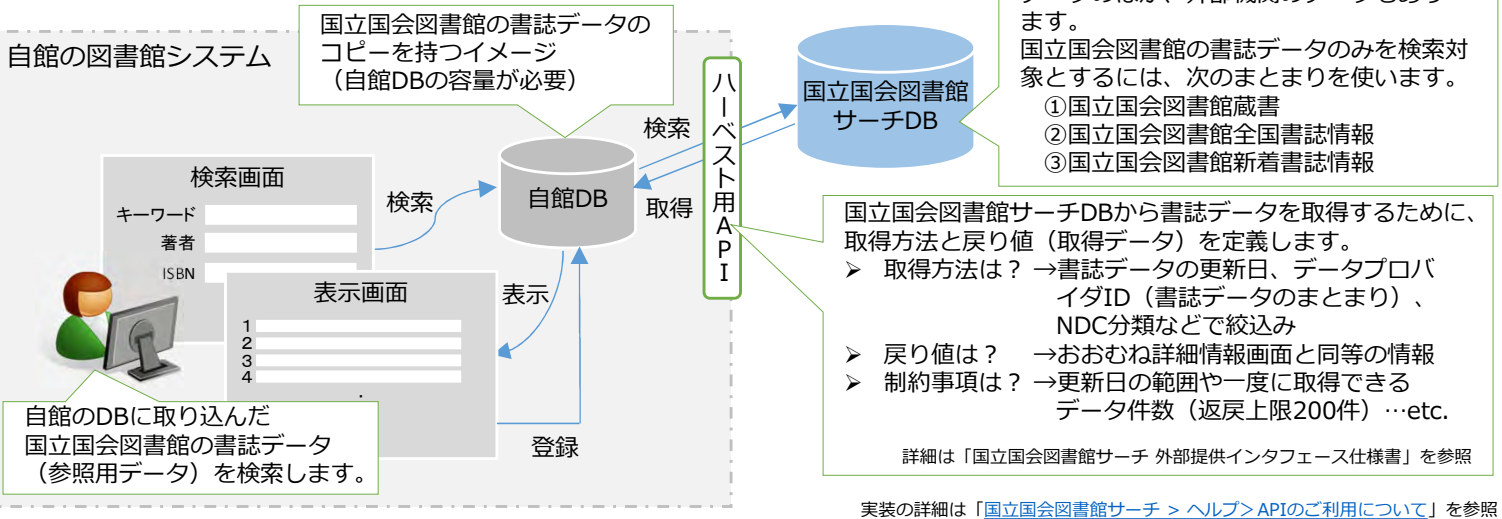 国立国会図書館の書誌データの
コピーを持つイメージ
（自館DBの容量が必要）
自館の図書館システム
検索画面
キーワード
著者
ISBN
検索
自館DB
表示画面
1
2
3
4
表示
登録
自館のDBに取り込んだ
国立国会図書館の書誌データ
（参照用データ）を検索します。
検索
取得
ハーベスト用API
国立国会図書館
サーチDB
ます。
国立国会図書館の書誌データのみを検索対
象とするには、次のまとまりを使います。
①国立国会図書館蔵書
②国立国会図書館全国書誌情報
③国立国会図書館新着書誌情報
国立国会図書館サーチDBから書誌データを取得するために、
取得方法と戻り値（取得データ）を定義します。
➢ 取得方法は？ →書誌データの更新日、データプロバ
イダID（書誌データのまとまり）、
NDC分類などで絞込み
➢ 戻り値は？ →おおむね詳細情報画面と同等の情報
➢ 制約事項は？ →更新日の範囲や一度に取得できる
データ件数（返戻上限200件）…etc.
詳細は「国立国会図書館サーチ 外部提供インタフェース仕様書」を参照
実装の詳細は「国立国会図書館サーチ > ヘルプ＞APIのご利用について」を参照